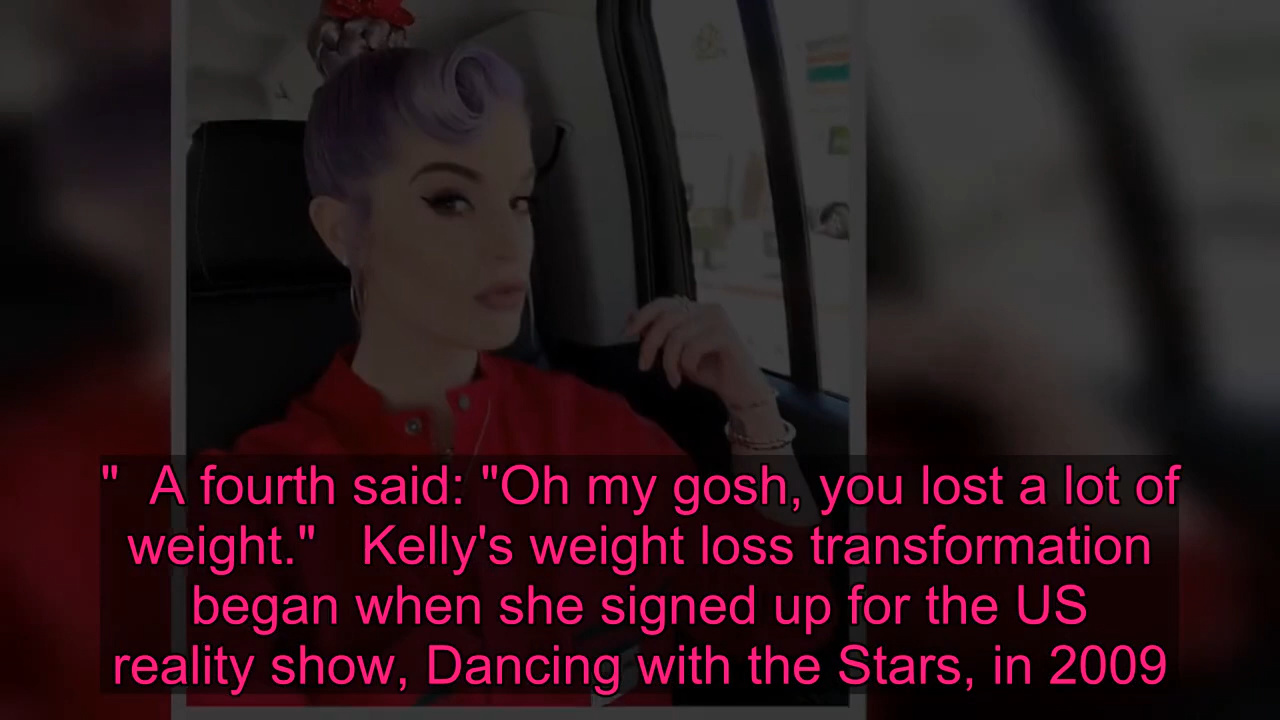 "   A fourth said: "Oh my gosh, you lost a lot of
weight."   Kelly's weight loss transformation
began when she signed up for the US
reality show, Dancing with the Stars, in 2009